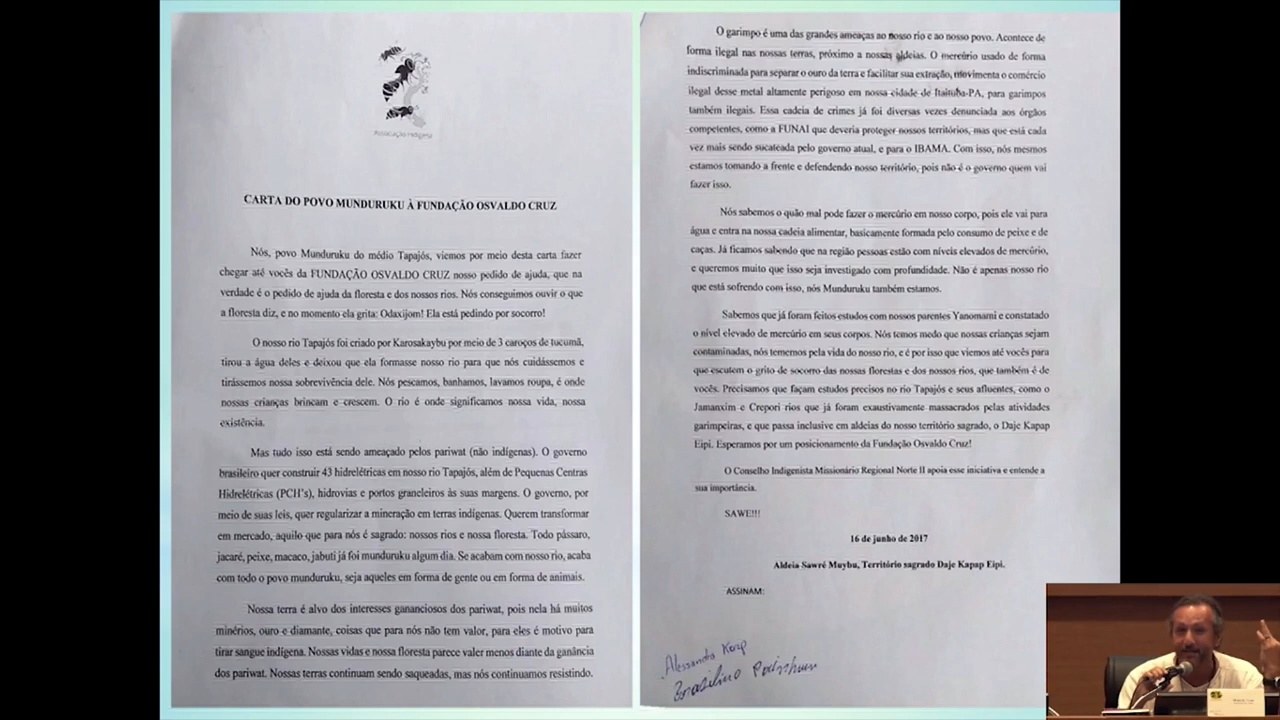 Associação Indígena
CARTA DO POVO MUNDURUKU À FUNDAÇÃO OSVALDO CRUZ
Nós, povo Munduruku do médio Tapajós, viemos por meio desta carta fazer
chegar até vocês da FUNDAÇÃO OSVALDO CRUZ nosso pedido de ajuda, que na
verdade é o pedido de ajuda da floresta e dos nossos rios. Nós conseguimos ouvir o que
a floresta diz, e no momento ela grita: Odaxijom! Ela está pedindo por socorro!
O nosso rio Tapajós foi criado por Karosakaybu por meio de 3 caroços de tucumã,
tirou a água deles e deixou que ela formasse nosso rio para que nós cuidássemos e
tirássemos nossa sobrevivência dele. Nós pescamos, banhamos, lavamos roupa, é onde
nossas crianças brincam e crescem. O rio é onde significamos nossa vida, nossa
existência.
Mas tudo isso está sendo ameaçado pelos pariwat (não indígenas). O governo
brasileiro quer construir 43 hidrelétricas em nosso rio Tapajós, além de Pequenas Centras
Hidrelétricas (PCH's), hidrovias e portos graneleiros às suas margens. O governo, por
meio de suas leis, quer regularizar a mineração em terras indígenas. Querem transformar
em mercado, aquilo que para nós é sagrado: nossos rios e nossa floresta. Todo pássaro,
jacaré, peixe, macaco, jabuti já foi munduruku algum dia. Se acabam com nosso rio, acaba
com todo o povo munduruku, seja aqueles em forma de gente ou em forma de animais.
Nossa terra é alvo dos interesses gananciosos dos pariwat, pois nela há muitos
minérios, ouro e diamante, coisas que para nós não tem valor, para eles é motivo para
tirar sangue indígena. Nossas vidas e nossa floresta parece valer menos diante da ganância
dos pariwat. Nossas terras continuam sendo saqueadas, mas nós continuamos resistindo.
O garimpo é uma das grandes ameaças ao nosso rio e ao nosso povo. Acontece de
forma ilegal nas nossas terras, próximo a nossas aldeias. O mercúrio usado de forma
indiscriminada para separar o ouro da terra e facilitar sua extração, movimenta o comércio
ilegal desse metal altamente perigoso em nossa cidade de Itaituba-PA, para garimpos
também ilegais. Essa cadeia de crimes já foi diversas vezes denunciada aos órgãos
competentes, como a FUNAI que deveria proteger nossos territórios, mas que está cada
vez mais sendo sucateada pelo governo atual, e para o IBAMA. Com isso, nós mesmos
estamos tomando a frente e defendendo nosso território, pois não é o governo quem vai
fazer isso.
Nós sabemos o quão mal pode fazer o mercúrio em nosso corpo, pois ele vai para
água e entra na nossa cadeia alimentar, basicamente formada pelo consumo de peixe e de
caças. Já ficamos sabendo que na região pessoas estão com níveis elevados de mercúrio,
e queremos muito que isso seja investigado com profundidade. Não é apenas nosso rio
que está sofrendo com isso, nós Munduruku também estamos.
Sabemos que já foram feitos estudos com nossos parentes Yanomami e constatado
o nível elevado de mercúrio em seus corpos. Nós temos medo que nossas crianças sejam
contaminadas, nós tememos pela vida do nosso rio, e é por isso que viemos até vocês para
que escutem o grito de socorro das nossas florestas e dos nossos rios, que também é de
vocês. Precisamos que façam estudos precisos no rio Tapajós e seus afluentes, como o
Jamanxim e Crepori rios que já foram exaustivamente massacrados pelas atividades
garimpeiras, e que passa inclusive em aldeias do nosso território sagrado, o Daje Kapap
Eipi. Esperamos por um posicionamento da Fundação Osvaldo Cruz!
O Conselho Indigenista Missionário Regional Norte II apoia esse iniciativa e entende a
sua importância.
SAWE!!!
16 de junho de 2017
Aldeia Sawré Muybu, Território sagrado Daje Kapap Eipi.
ASSINAM:
Alessandra Korap
Brasilino